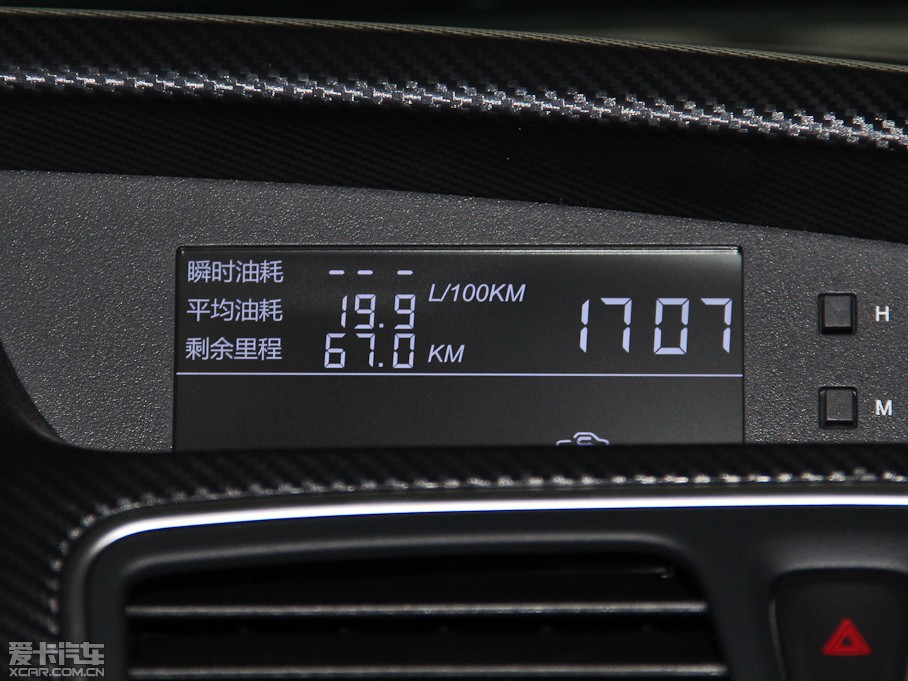 瞬时油耗 - - - L/100KM
平均油耗 19.9
剩余里程 67.0 KM
1707
H
M
爱卡汽车
XCAR.COM.CN